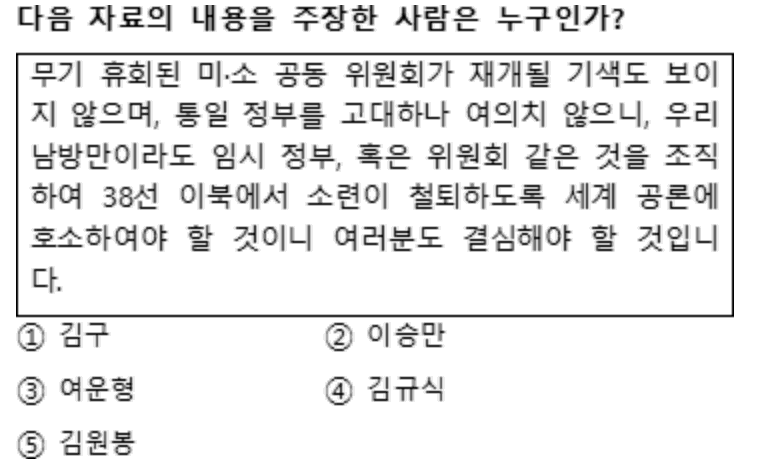 다음 자료의 내용을 주장한 사람은 누구인가?
무기 휴회된 미·소 공동 위원회가 재개될 기색도 보이
지 않으며, 통일 정부를 고대하나 여의치 않으니, 우리
남방만이라도 임시 정부, 혹은 위원회 같은 것을 조직
하여 38선 이북에서 소련이 철퇴하도록 세계 공론에
호소하여야 할 것이니 여러분도 결심해야 할 것입니
다.
① 김구 ② 이승만
③ 여운형 ④ 김규식
⑤ 김원봉